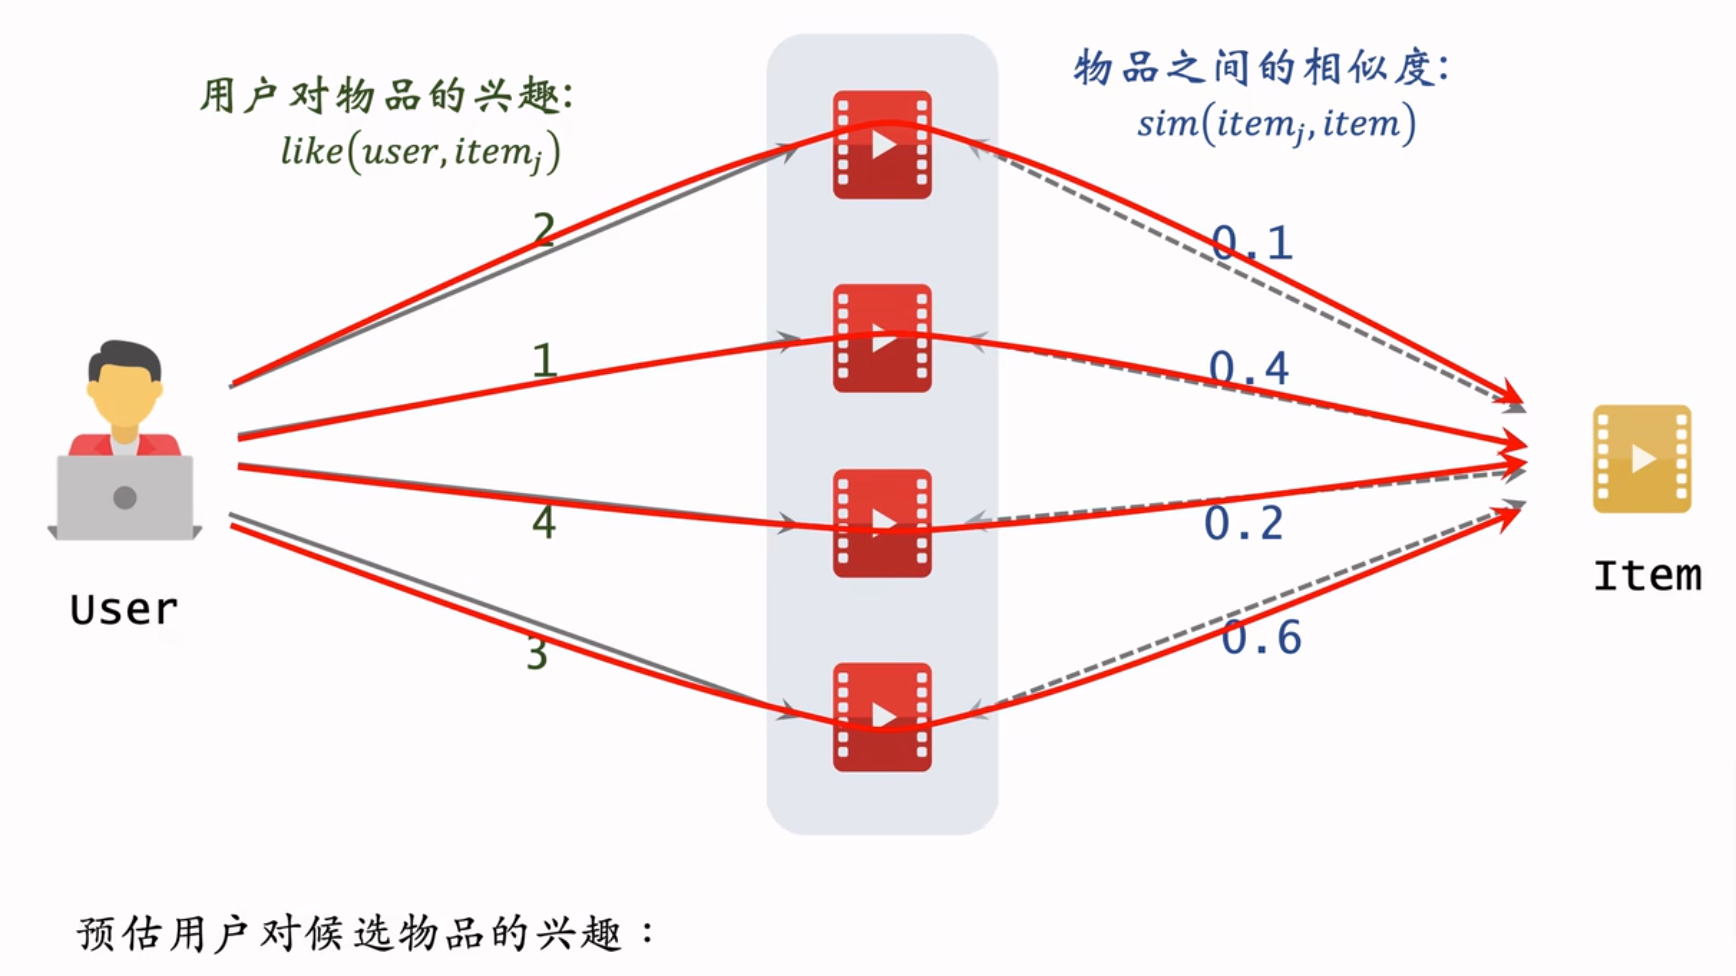 用户对物品的兴趣:
like(user, itemⱼ)
物品之间的相似度:
sim(itemⱼ, item)
2
0.1
1
0.4
4
0.2
3
0.6
User
Item
预估用户对候选物品的兴趣：